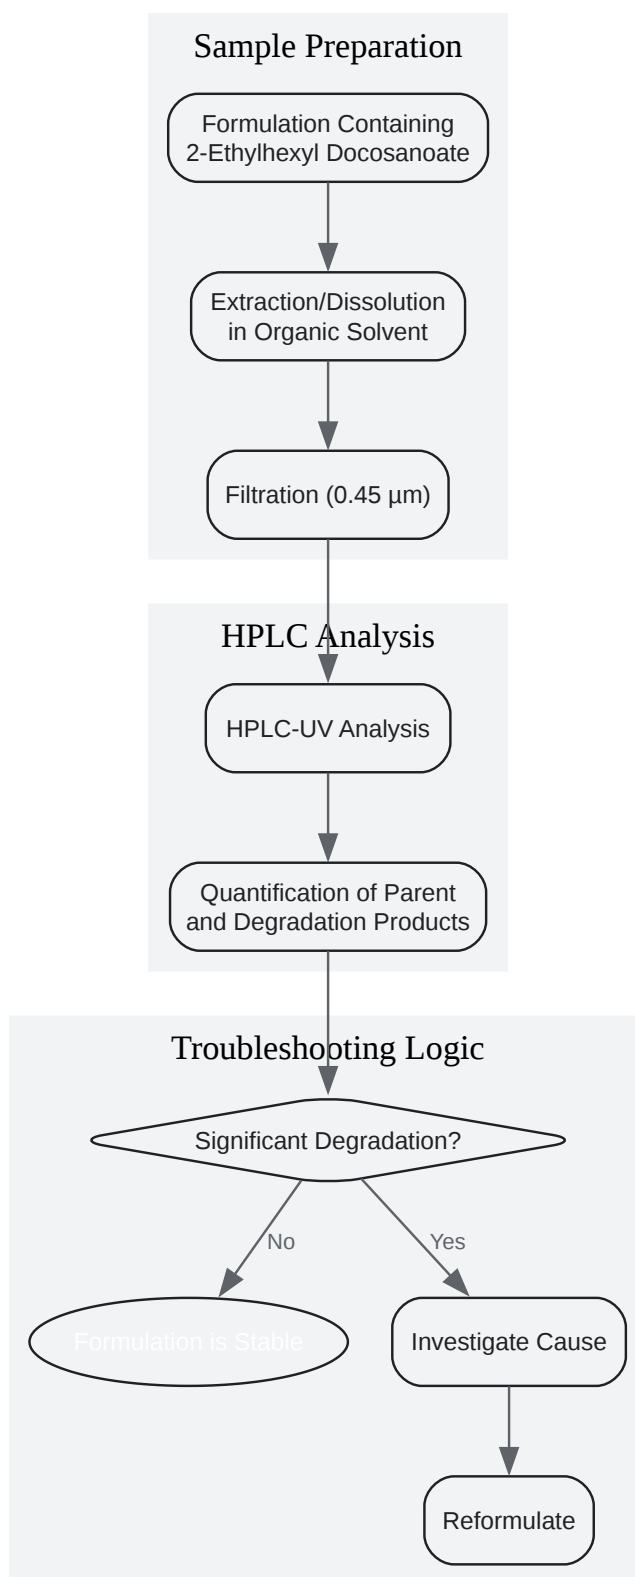 Sample Preparation
Formulation Containing
2-Ethylhexyl Docosanoate
Extraction/Dissolution
in Organic Solvent
Filtration (0.45 µm)
HPLC Analysis
HPLC-UV Analysis
Quantification of Parent
and Degradation Products
Troubleshooting Logic
Significant Degradation?
No
Yes
Formulation is Stable
Investigate Cause
Reformulate